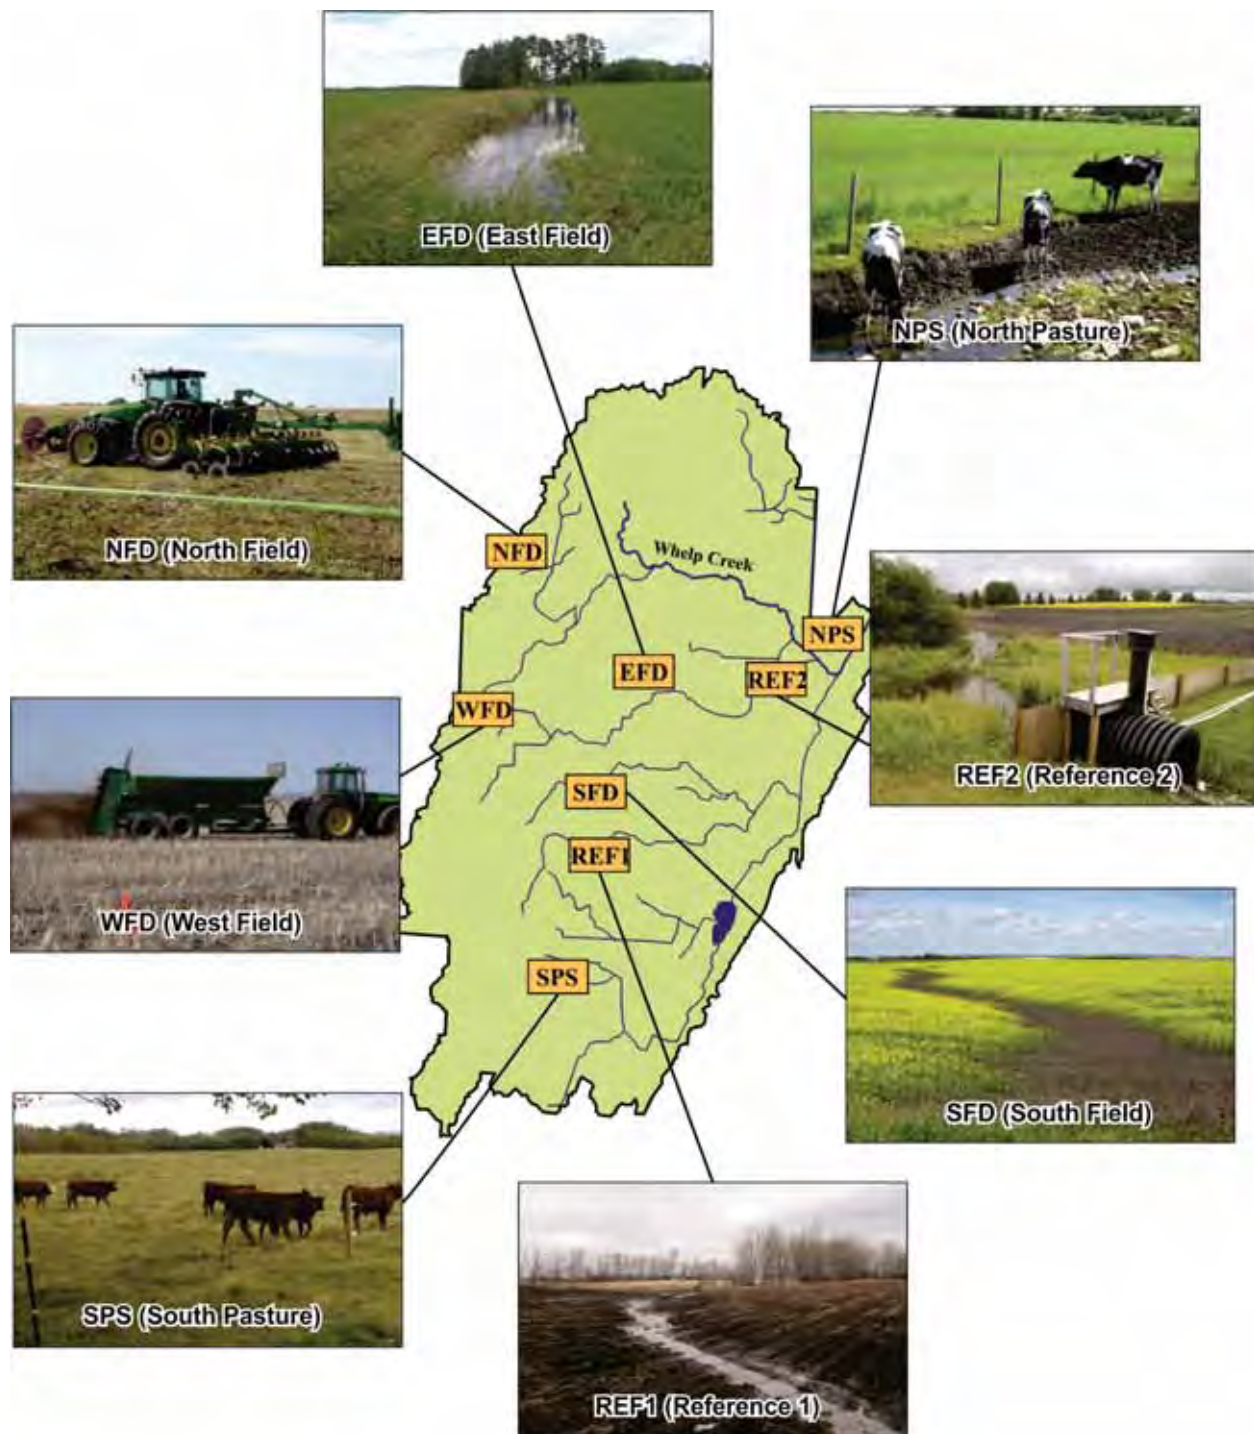 EFD (East Field)
NPS (North Pasture)
NFD (North Field)
NFD
Whelp Creek
NPS
EFD
REF2
WFD
REF2 (Reference 2)
SFD
REF1
WFD (West Field)
SPS
SFD (South Field)
SPS (South Pasture)
REF1 (Reference 1)